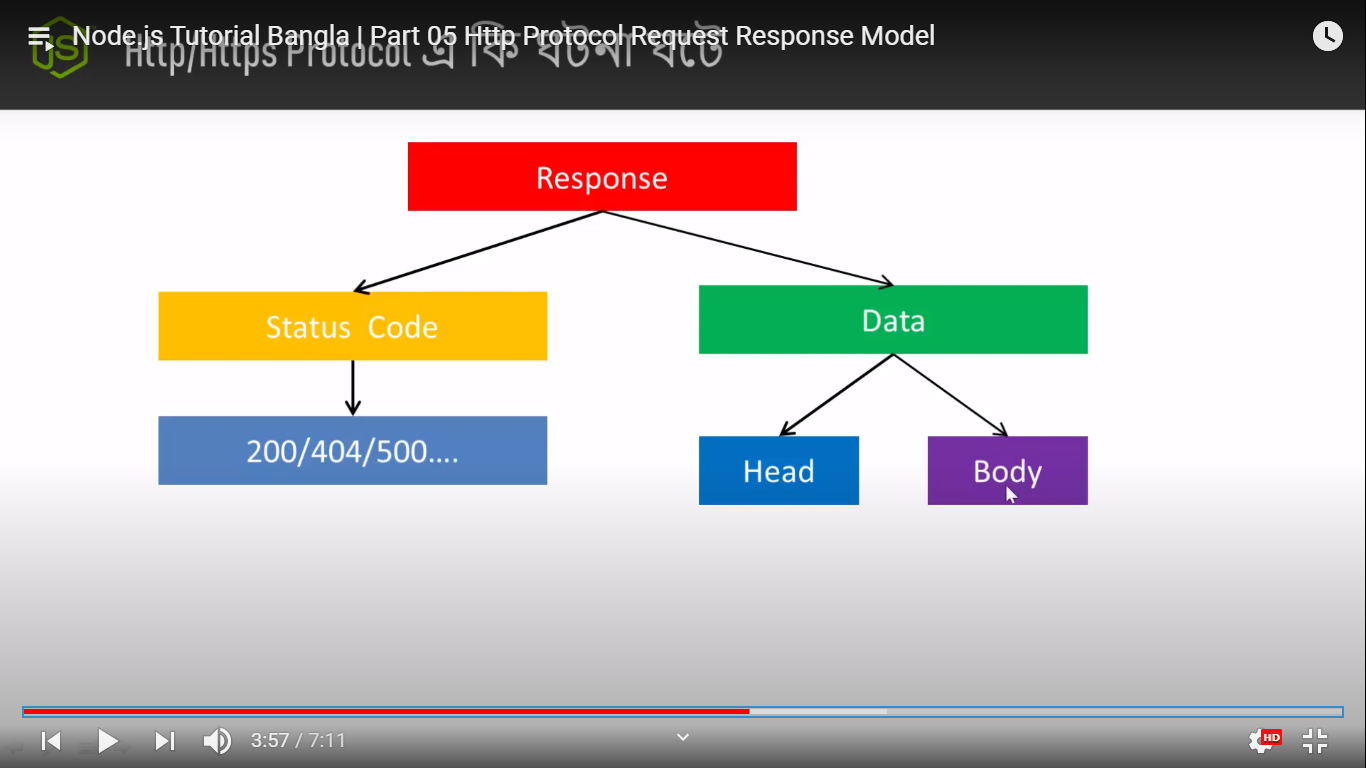 Node.js Tutorial Bangla | Part 05 Http Protocol Request Response Model
JS
Http/Https Protocol এ কি ঘটনা ঘটে
Response
Status Code
Data
200/404/500....
Head
Body
3:57 / 7:11
HD